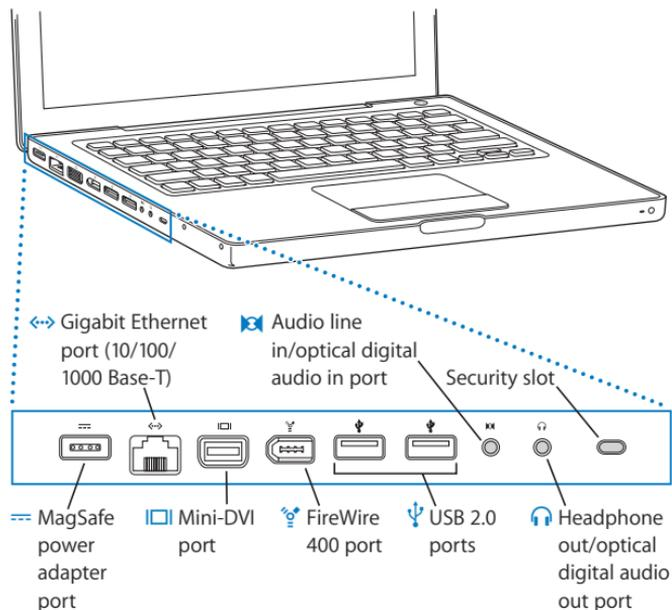 Gigabit Ethernet
port (10/100/
1000 Base-T)
Audio line
in/optical digital
audio in port
Security slot
MagSafe
power
adapter
port
Mini-DVI
port
FireWire
400 port
USB 2.0
ports
Headphone
out/optical
digital audio
out port